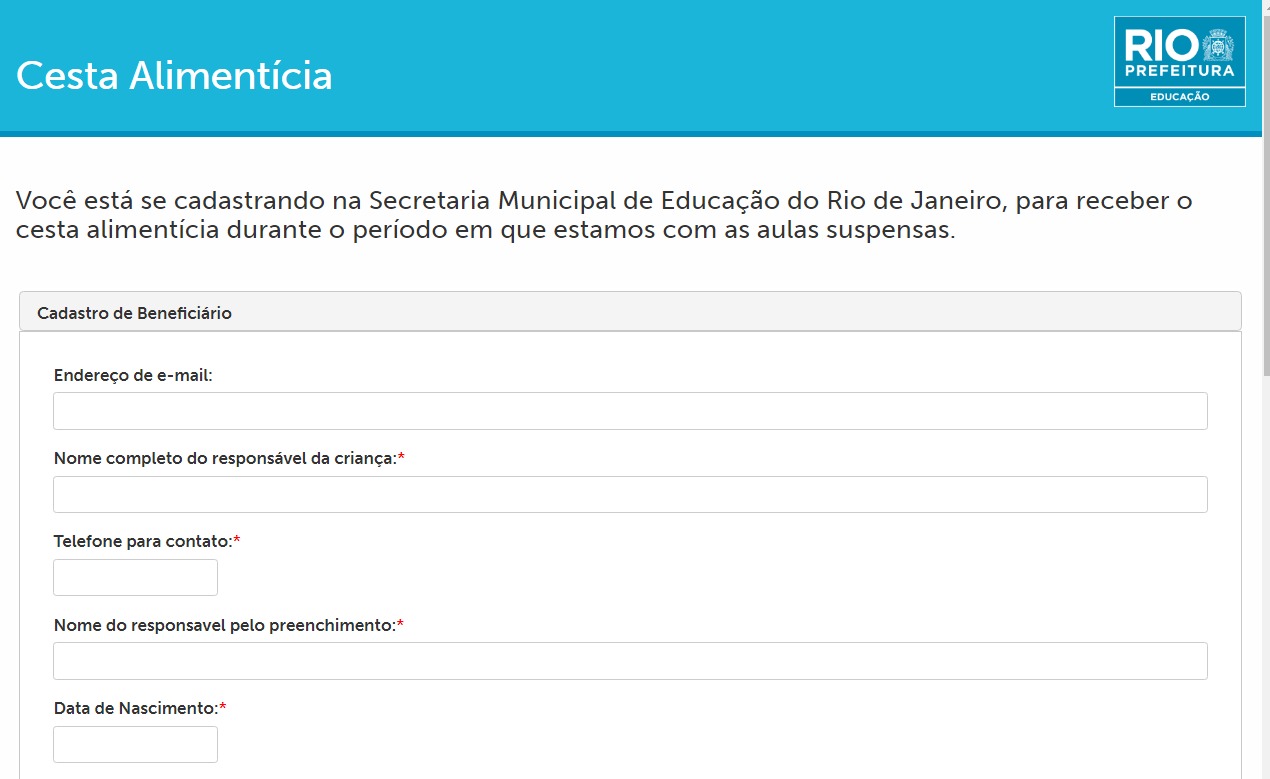 Cesta Alimentícia
RIO
PREFEITURA
EDUCAÇÃO
Você está se cadastrando na Secretaria Municipal de Educação do Rio de Janeiro, para receber o
cesta alimentícia durante o período em que estamos com as aulas suspensas.
Cadastro de Beneficiário
Endereço de e-mail:
Nome completo do responsável da criança:*
Telefone para contato:*
Nome do responsavel pelo preenchimento:*
Data de Nascimento:*